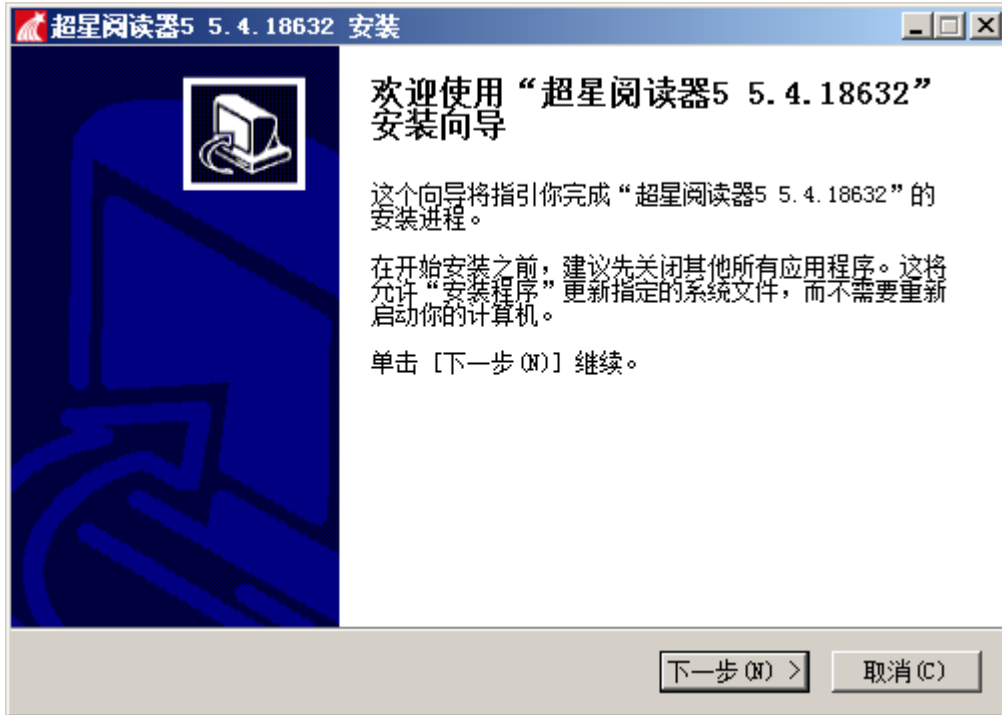 超星阅读器5 5.4.18632 安装
欢迎使用“超星阅读器5 5.4.18632”
安装向导
这个向导将指引你完成“超星阅读器5 5.4.18632”的
安装进程。
在开始安装之前，建议先关闭其他所有应用程序。这将
允许“安装程序”更新指定的系统文件，而不需要重新
启动你的计算机。
单击 [下一步(N)] 继续。
下一步(N) >
取消(C)